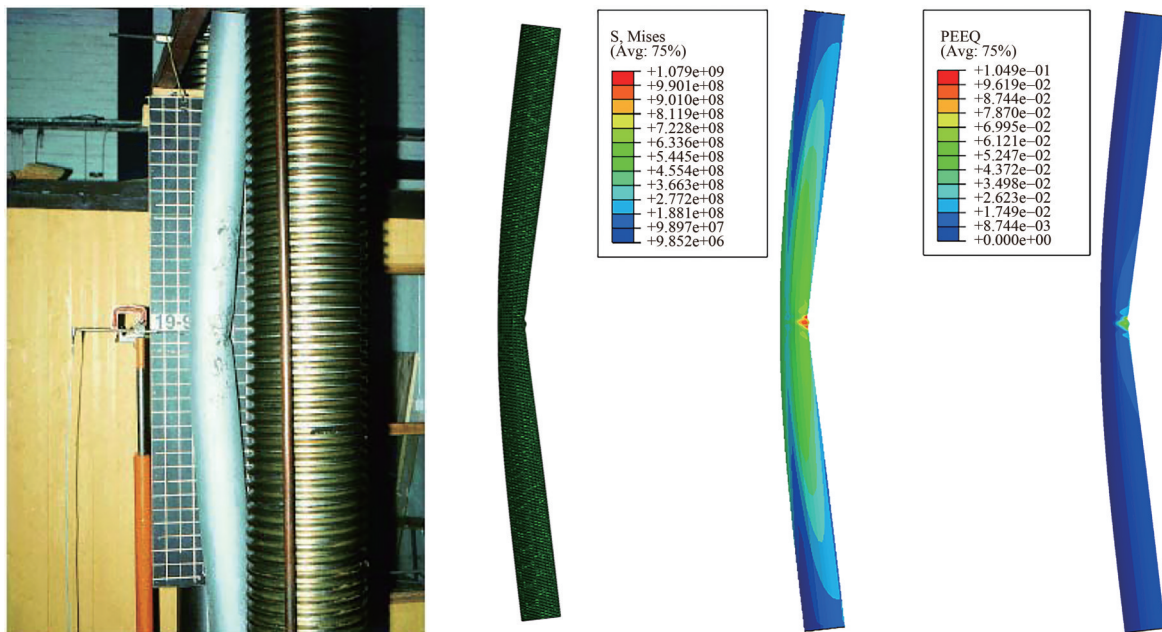 19-9
S, Mises
(Avg: 75%)
+1.079e+09
+9.901e+08
+9.010e+08
+8.119e+08
+7.228e+08
+6.336e+08
+5.445e+08
+4.554e+08
+3.663e+08
+2.772e+08
+1.881e+08
+9.897e+07
+9.852e+06
PEEQ
(Avg: 75%)
+1.049e−01
+9.619e−02
+8.744e−02
+7.870e−02
+6.995e−02
+6.121e−02
+5.247e−02
+4.372e−02
+3.498e−02
+2.623e−02
+1.749e−02
+8.744e−03
+0.000e+00